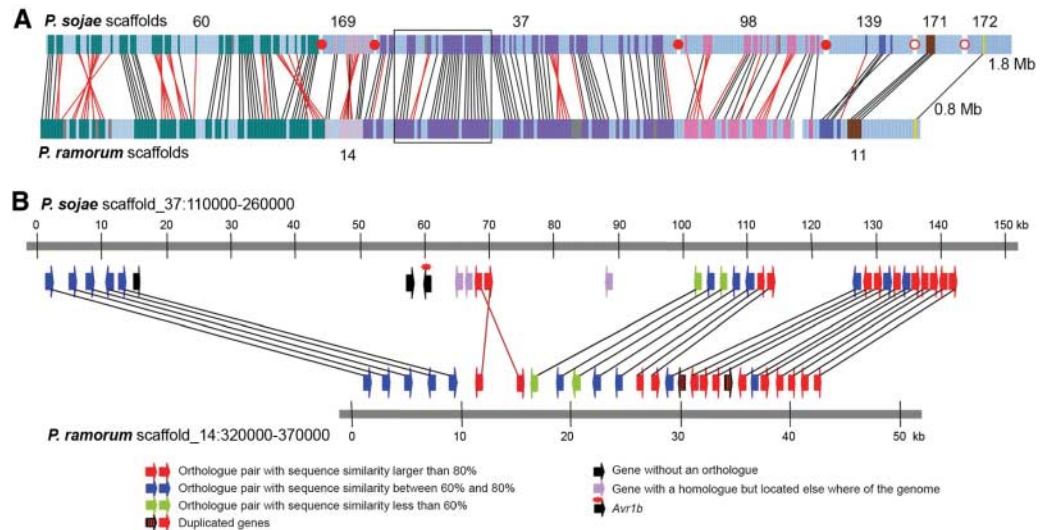 A
P. sojae scaffolds 60 169 37 98 139 171 172
1.8 Mb
0.8 Mb
P. ramorum scaffolds 14 11
B
P. sojae scaffold_37:110000-260000
0 10 20 30 40 50 60 70 80 90 100 110 120 130 140 150 kb
P. ramorum scaffold_14:320000-370000
0 10 20 30 40 50 kb
Orthologue pair with sequence similarity larger than 80%
Orthologue pair with sequence similarity between 60% and 80%
Orthologue pair with sequence similarity less than 60%
Duplicated genes
Gene without an orthologue
Gene with a homologue but located else where of the genome
Avr1b